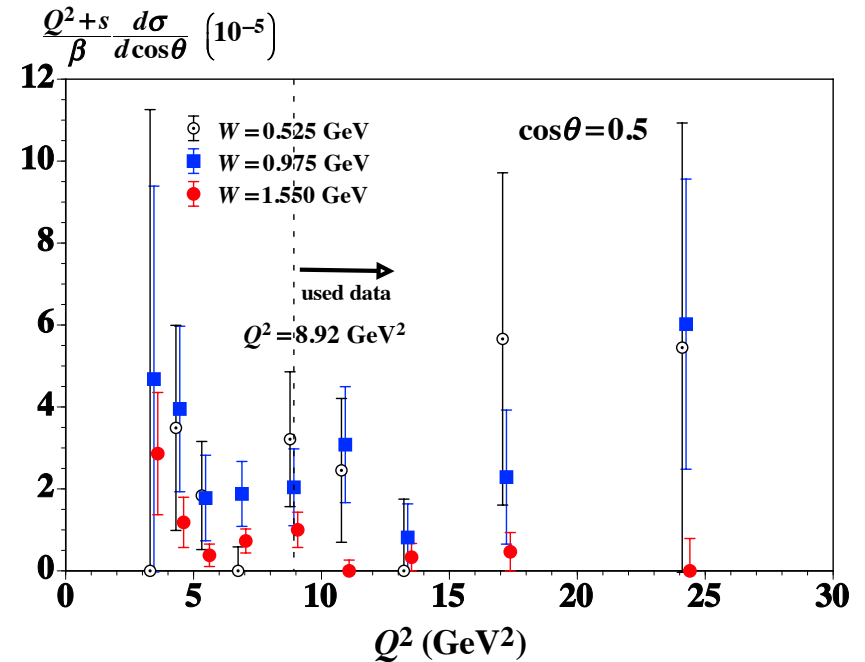 Q²+s/β dσ/dcosθ (10⁻⁵)
12
10
8
6
4
2
0
W=0.525 GeV
W=0.975 GeV
W=1.550 GeV
cosθ=0.5
used data
Q²=8.92 GeV²
0 5 10 15 20 25 30
Q² (GeV²)